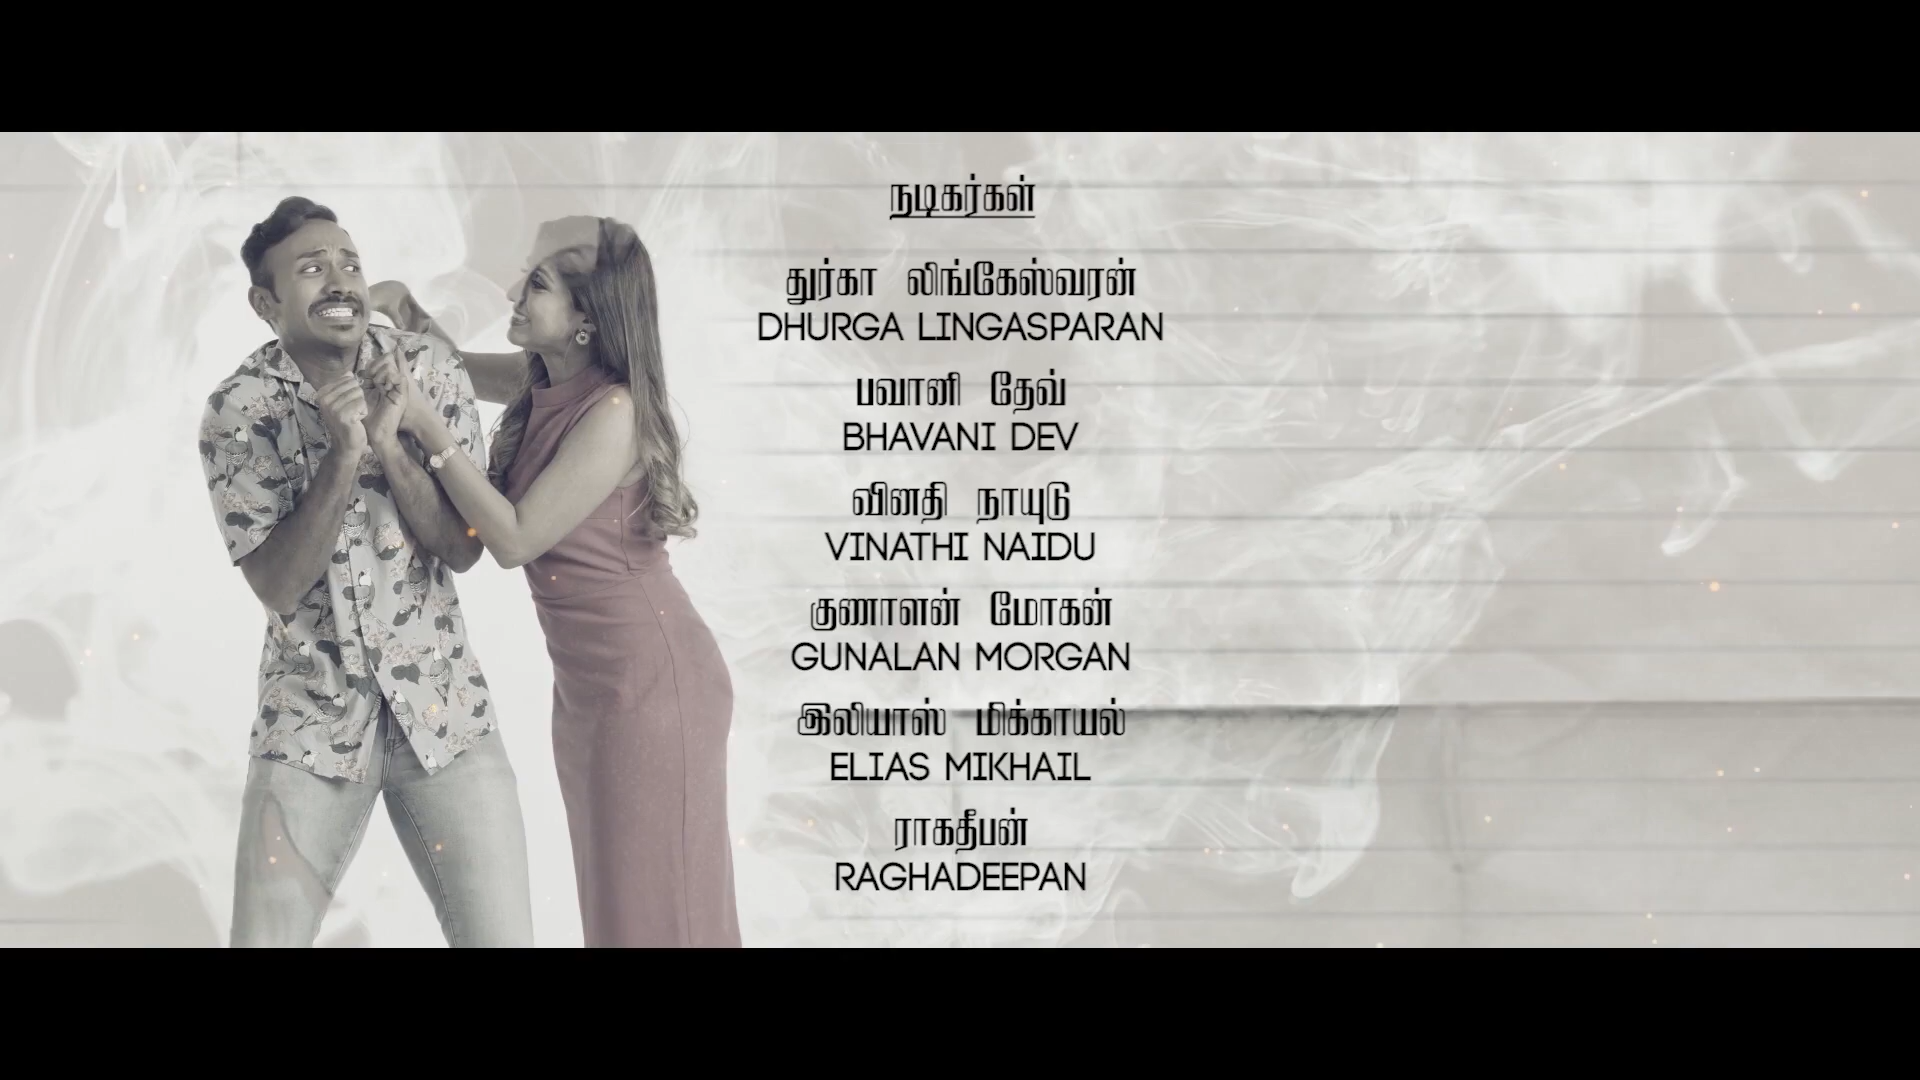 நடிகர்கள்
துர்கா லிங்கேஸ்வரன்
DHURGA LINGASPARAN
பவானி தேவ்
BHAVANI DEV
வினதி நாயுடு
VINATHI NAIDU
குணாளன் மோகன்
GUNALAN MORGAN
இலியாஸ் மிக்காயல்
ELIAS MIKHAIL
ராகதீபன்
RAGHADEEPAN